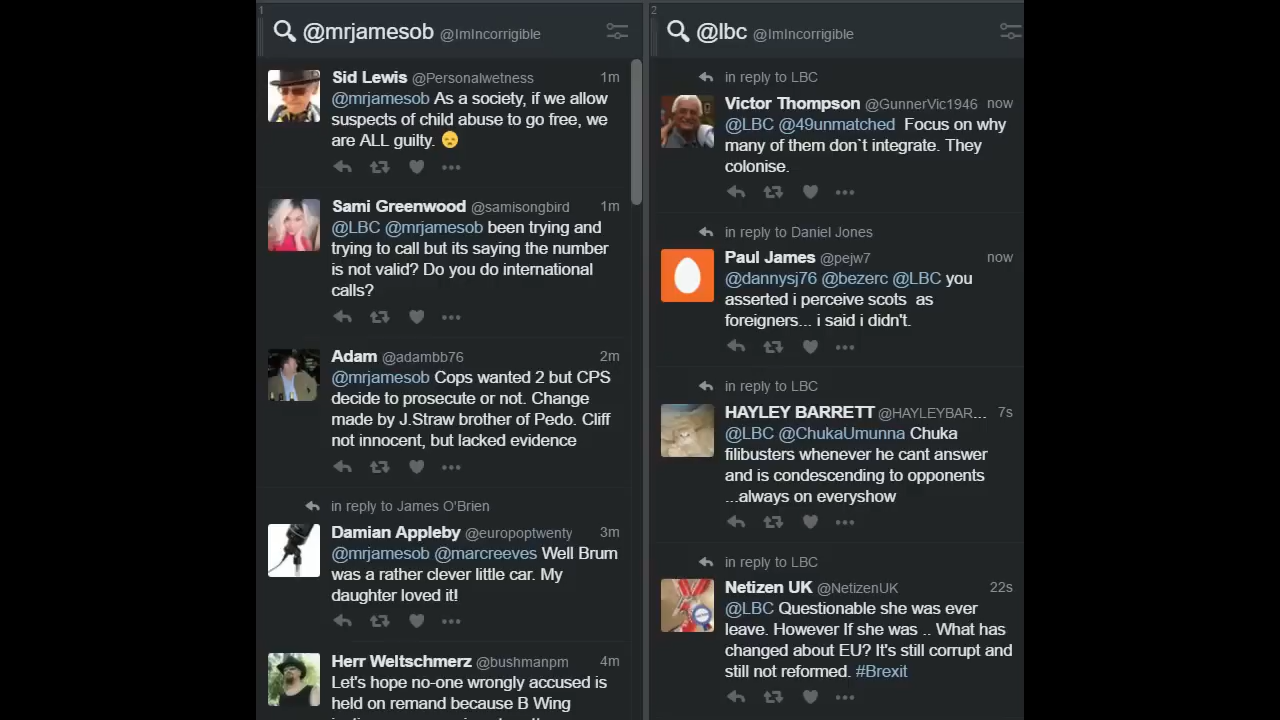 1
@mrjamesob @ImIncorrigible
Sid Lewis @Personalwetness 1m
@mrjamesob As a society, if we allow
suspects of child abuse to go free, we
are ALL guilty.
Sami Greenwood @samisongbird 1m
@LBC @mrjamesob been trying and
trying to call but its saying the number
is not valid? Do you do international
calls?
Adam @adambb76 2m
@mrjamesob Cops wanted 2 but CPS
decide to prosecute or not. Change
made by J.Straw brother of Pedo. Cliff
not innocent, but lacked evidence
in reply to James O'Brien
Damian Appleby @europoptwenty 3m
@mrjamesob @marcreeves Well Brum
was a rather clever little car. My
daughter loved it!
Herr Weltschmerz @bushmanpm 4m
Let's hope no-one wrongly accused is
held on remand because B Wing
2
@lbc @ImIncorrigible
in reply to LBC
Victor Thompson @GunnerVic1946 now
@LBC @49unmatched Focus on why
many of them don`t integrate. They
colonise.
in reply to Daniel Jones
Paul James @pejw7 now
@dannysj76 @bezerc @LBC you
asserted i perceive scots as
foreigners... i said i didn't.
in reply to LBC
HAYLEY BARRETT @HAYLEYBAR... 7s
@LBC @ChukaUmunna Chuka
filibusters whenever he cant answer
and is condescending to opponents
...always on everyshow
in reply to LBC
Netizen UK @NetizenUK 22s
@LBC Questionable she was ever
leave. However If she was .. What has
changed about EU? It's still corrupt and
still not reformed. #Brexit